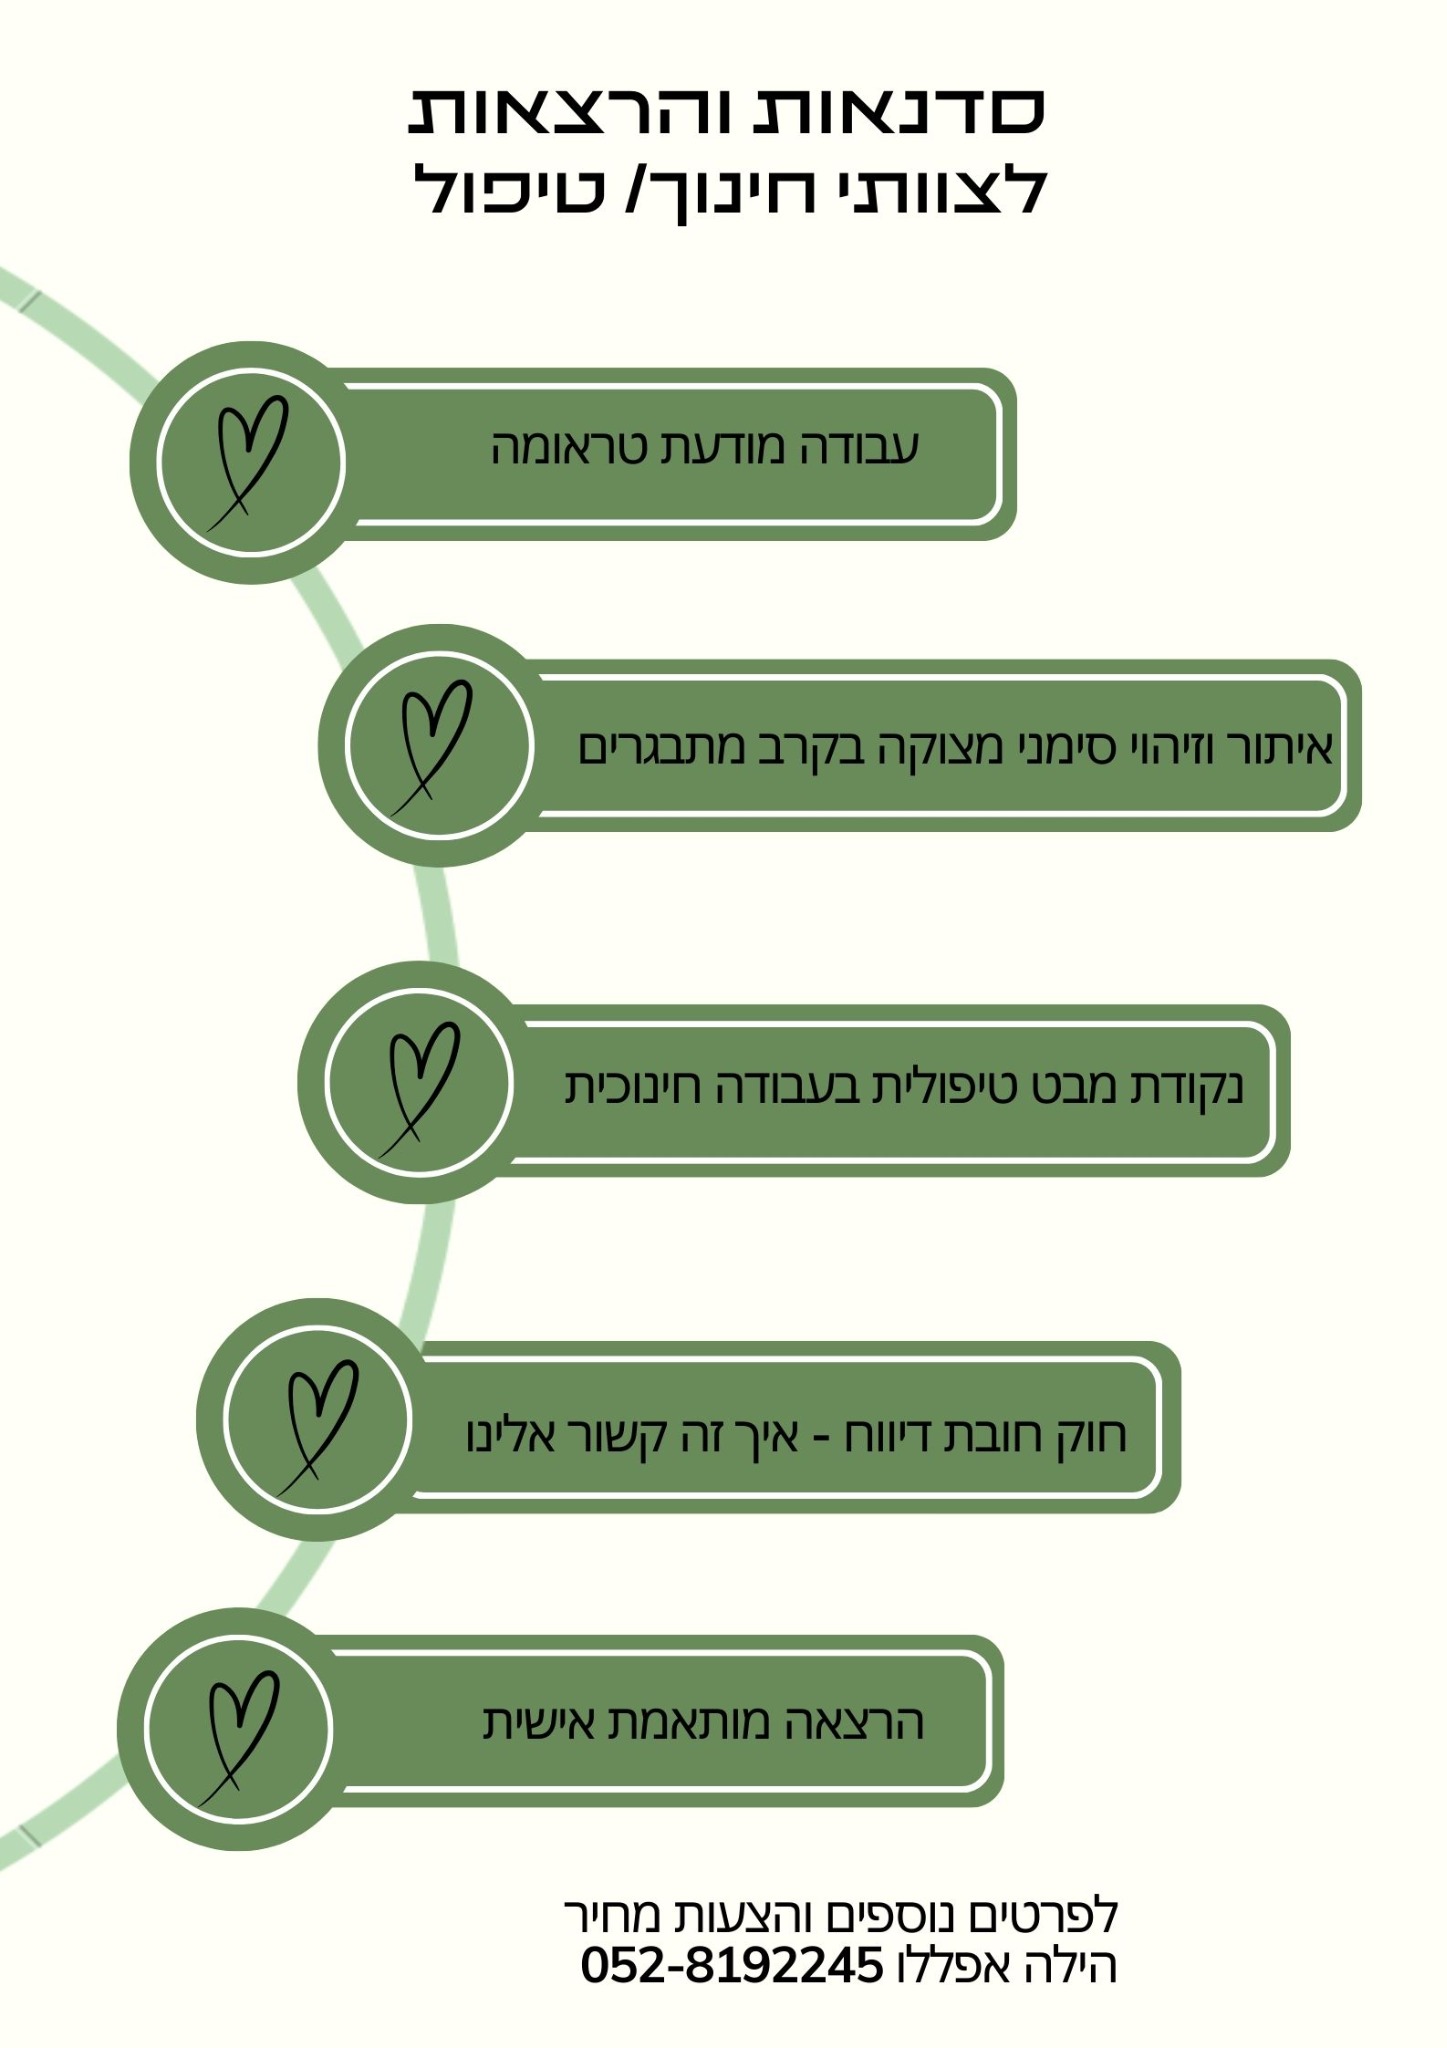 סדנאות והרצאות
לצוותי חינוך/ טיפול
עבודה מודעת טראומה
איתור וזיהוי סימני מצוקה בקרב מתבגרים
נקודת מבט טיפולית בעבודה חינוכית
חוק חובת דיווח - איך זה קשור אלינו
הרצאה מותאמת אישית
לפרטים נוספים והצעות מחיר
הילה אפללו 052-8192245